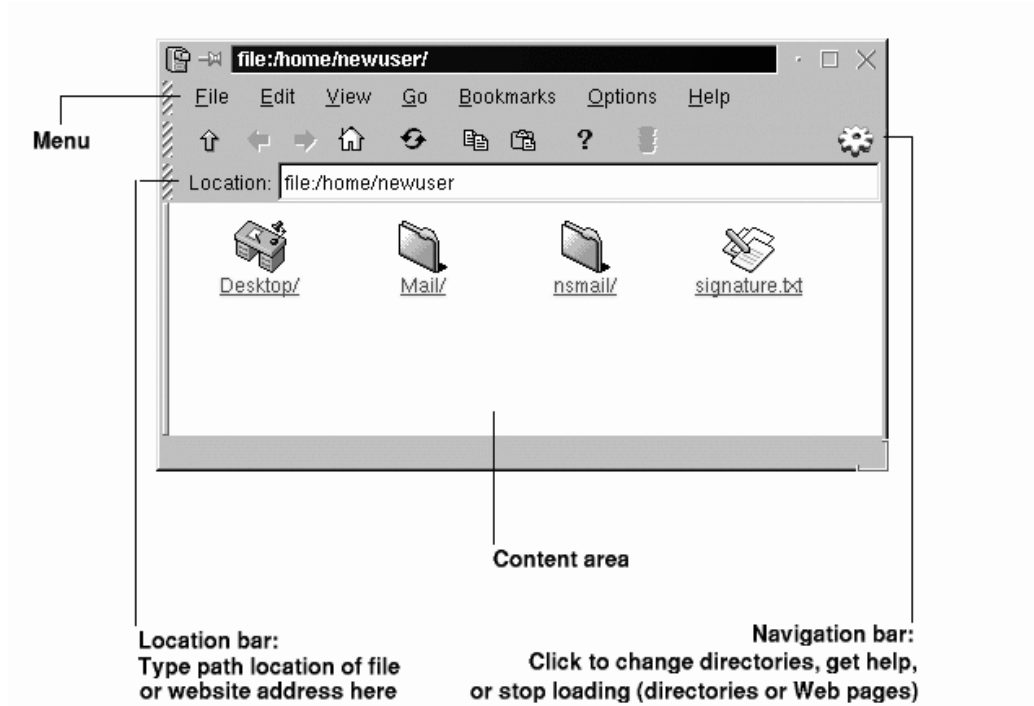 file:/home/newuser/
File Edit View Go Bookmarks Options Help
Menu
?
Location: file:/home/newuser
Desktop/ Mail/ nsmail/ signature.txt
Content area
Location bar:
Type path location of file
or website address here
Navigation bar:
Click to change directories, get help,
or stop loading (directories or Web pages)